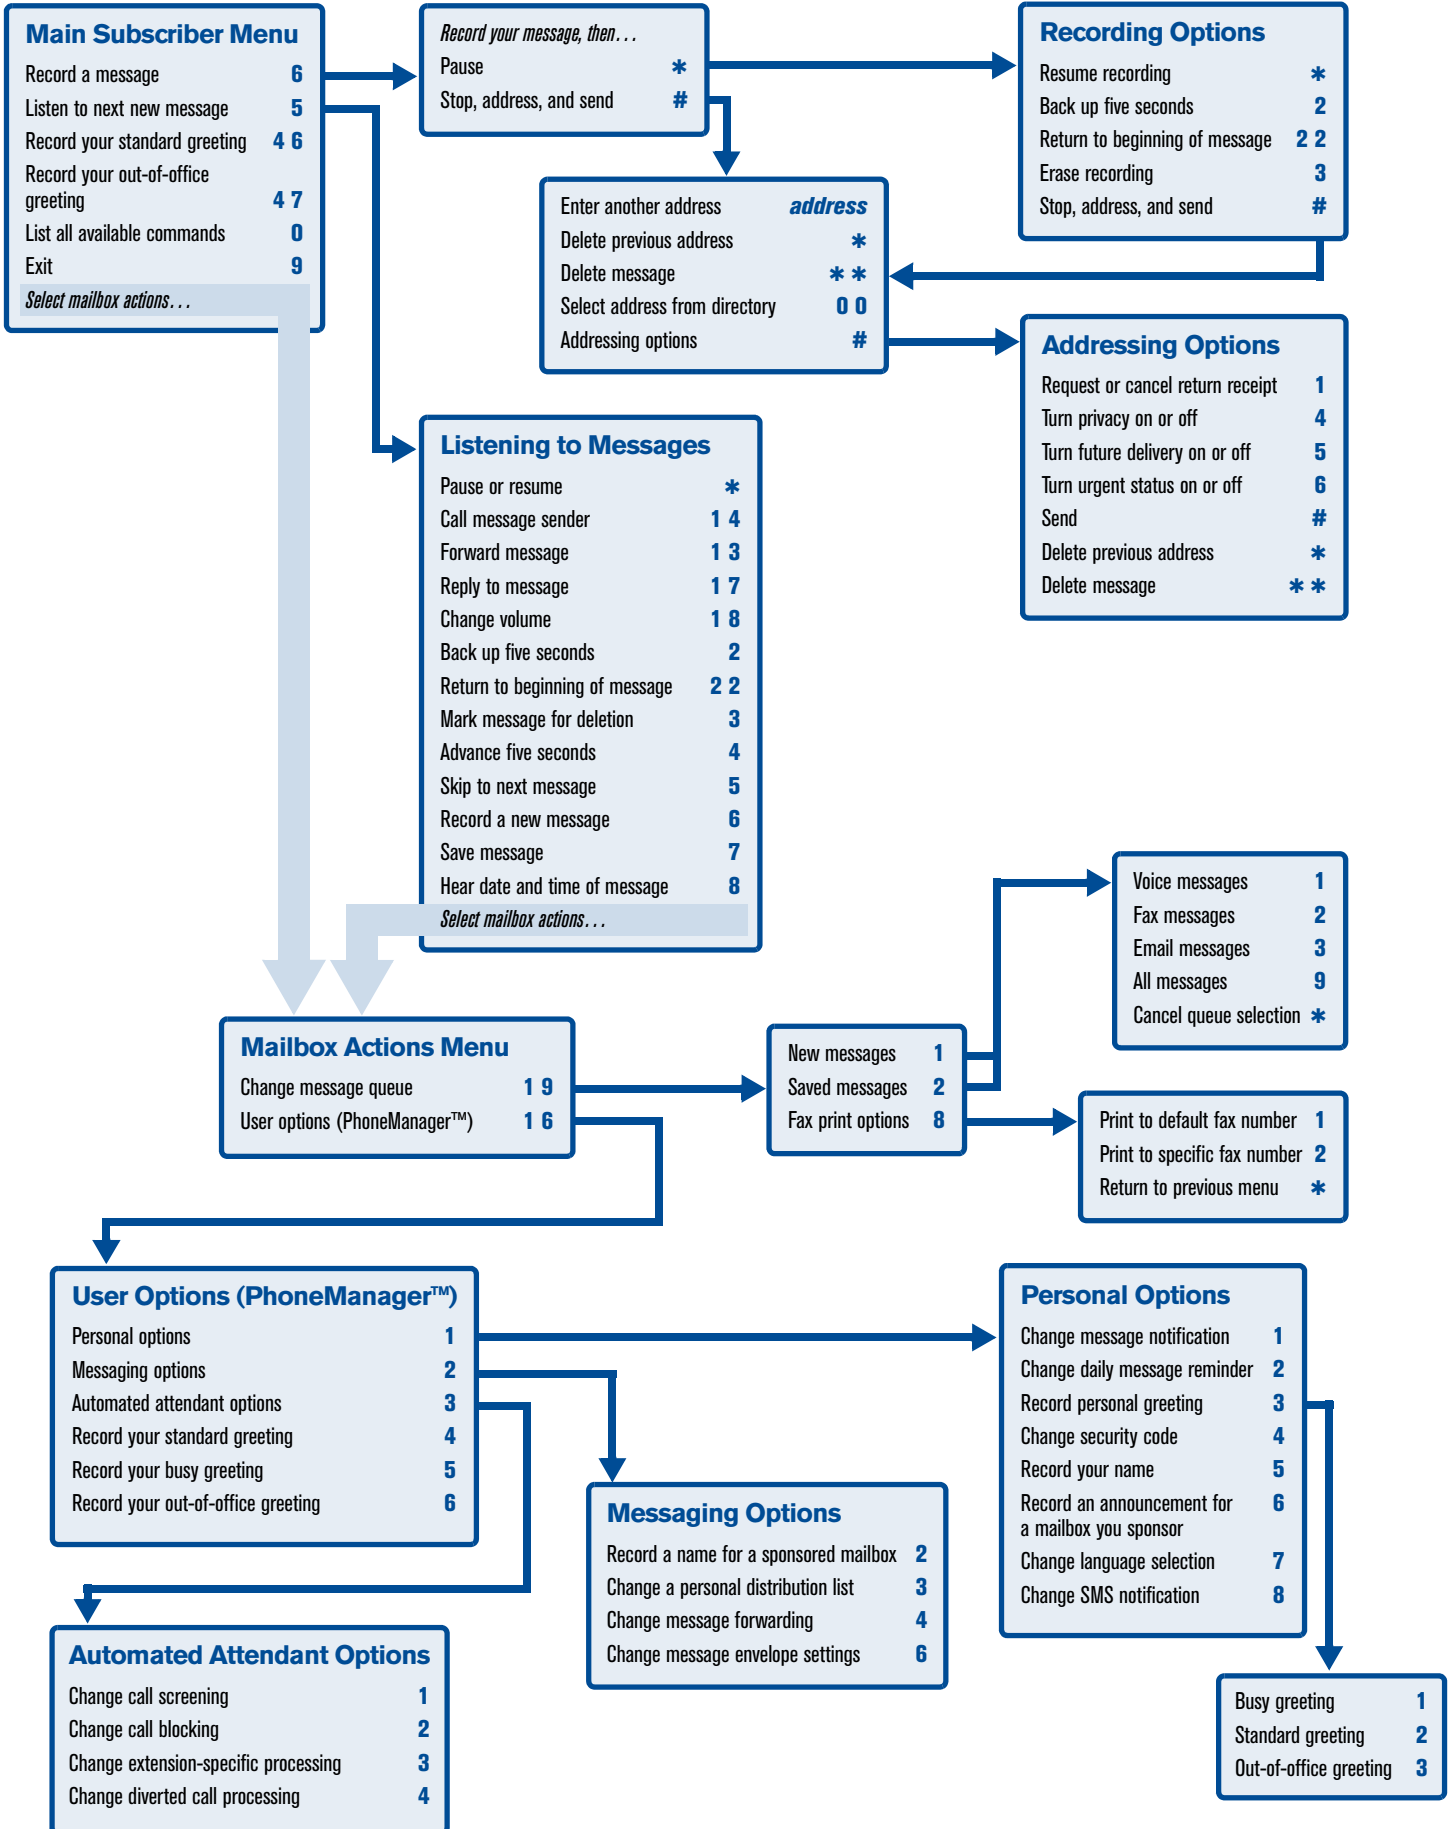 Main Subscriber Menu
Record a message 6
Listen to next new message 5
Record your standard greeting 4 6
Record your out-of-office
greeting 4 7
List all available commands 0
Exit 9
Select mailbox actions...
Record your message, then...
Pause *
Stop, address, and send #
Recording Options
Resume recording *
Back up five seconds 2
Return to beginning of message 2 2
Erase recording 3
Stop, address, and send #
Enter another address address
Delete previous address *
Delete message * *
Select address from directory 0 0
Addressing options #
Addressing Options
Request or cancel return receipt 1
Turn privacy on or off 4
Turn future delivery on or off 5
Turn urgent status on or off 6
Send #
Delete previous address *
Delete message * *
Listening to Messages
Pause or resume *
Call message sender 1 4
Forward message 1 3
Reply to message 1 7
Change volume 1 8
Back up five seconds 2
Return to beginning of message 2 2
Mark message for deletion 3
Advance five seconds 4
Skip to next message 5
Record a new message 6
Save message 7
Hear date and time of message 8
Select mailbox actions...
Mailbox Actions Menu
Change message queue 1 9
User options (PhoneManager™) 1 6
New messages 1
Saved messages 2
Fax print options 8
Voice messages 1
Fax messages 2
Email messages 3
All messages 9
Cancel queue selection *
Print to default fax number 1
Print to specific fax number 2
Return to previous menu *
User Options (PhoneManager™)
Personal options 1
Messaging options 2
Automated attendant options 3
Record your standard greeting 4
Record your busy greeting 5
Record your out-of-office greeting 6
Personal Options
Change message notification 1
Change daily message reminder 2
Record personal greeting 3
Change security code 4
Record your name 5
Record an announcement for 6
a mailbox you sponsor
Change language selection 7
Change SMS notification 8
Messaging Options
Record a name for a sponsored mailbox 2
Change a personal distribution list 3
Change message forwarding 4
Change message envelope settings 6
Automated Attendant Options
Change call screening 1
Change call blocking 2
Change extension-specific processing 3
Change diverted call processing 4
Busy greeting 1
Standard greeting 2
Out-of-office greeting 3